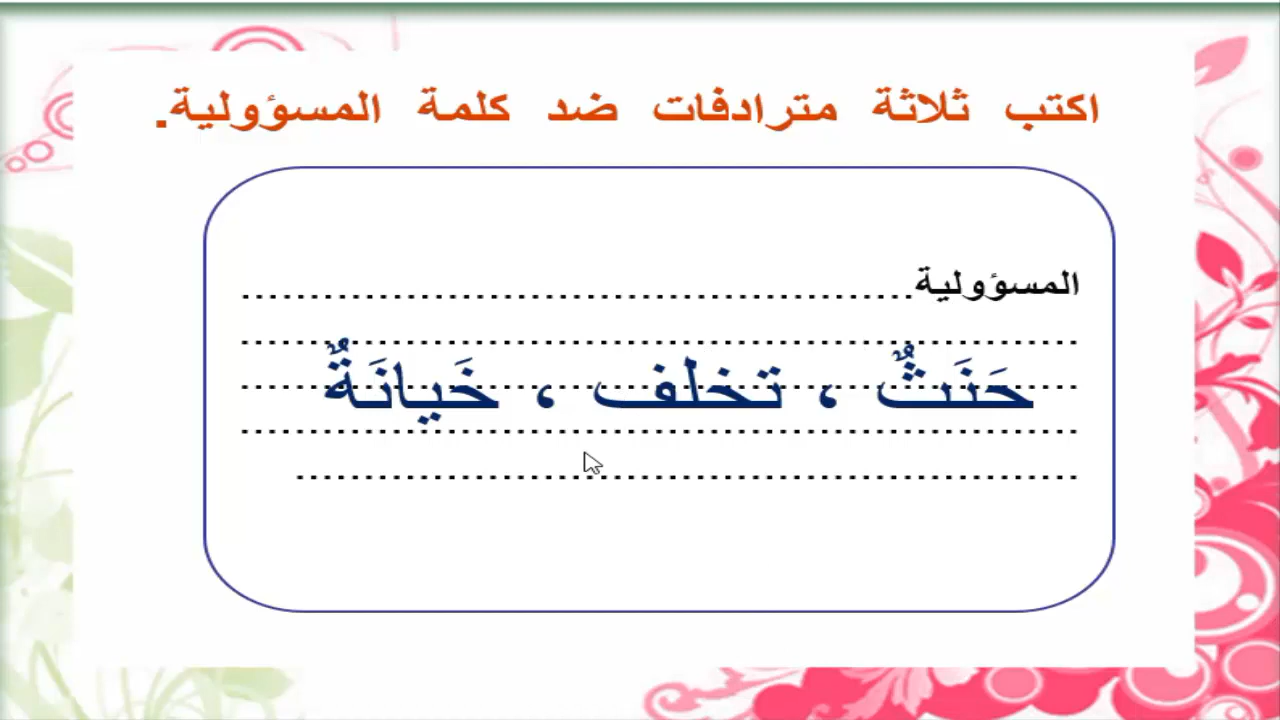 اكتب ثلاثة مترادفات ضد كلمة المسؤولية.
المسؤولية................................................
............................................................
حَنَثٌ ، تخلف ، خَيانَةٌ
............................................................
........................................................